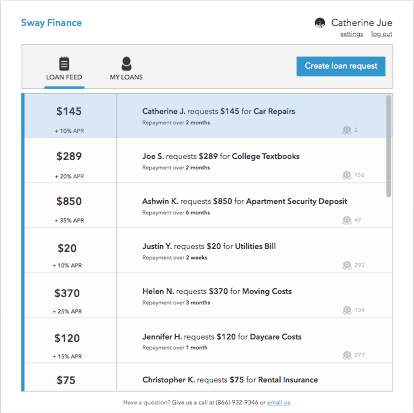 Sway Finance
Catherine Jue
settings log out
LOAN FEED
MY LOANS
Create loan request
$145
+ 10% APR
Catherine J. requests $145 for Car Repairs
Repayment over 2 months
2
$289
+ 20% APR
Joe S. requests $289 for College Textbooks
Repayment over 2 months
156
$850
+ 35% APR
Ashwin K. requests $850 for Apartment Security Deposit
Repayment over 6 months
49
$20
+ 10% APR
Justin Y. requests $20 for Utilities Bill
Repayment over 2 weeks
292
$370
+ 25% APR
Helen N. requests $370 for Moving Costs
Repayment over 3 months
134
$120
+ 15% APR
Jennifer H. requests $120 for Daycare Costs
Repayment over 1 month
277
$75
Christopher K. requests $75 for Rental Insurance
Have a question? Give us a call at (866)-932-9346 or email us.